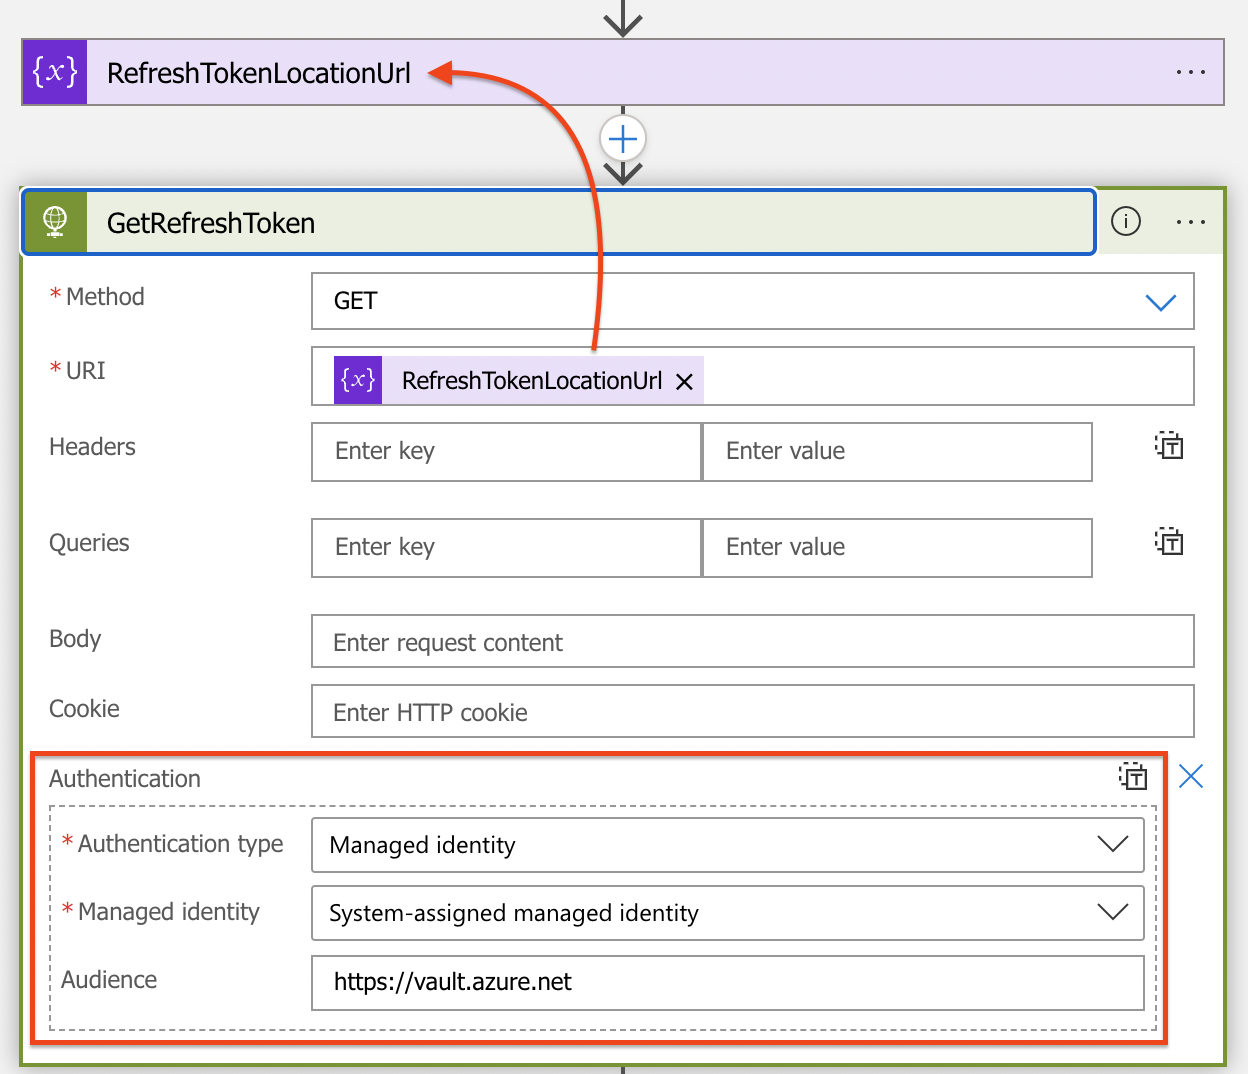 {x} RefreshTokenLocationUrl ...
GetRefreshToken i ...
* Method GET
* URI {x} RefreshTokenLocationUrl ×
Headers Enter key Enter value T
Queries Enter key Enter value T
Body Enter request content
Cookie Enter HTTP cookie
Authentication T
* Authentication type Managed identity
* Managed identity System-assigned managed identity
Audience https://vault.azure.net